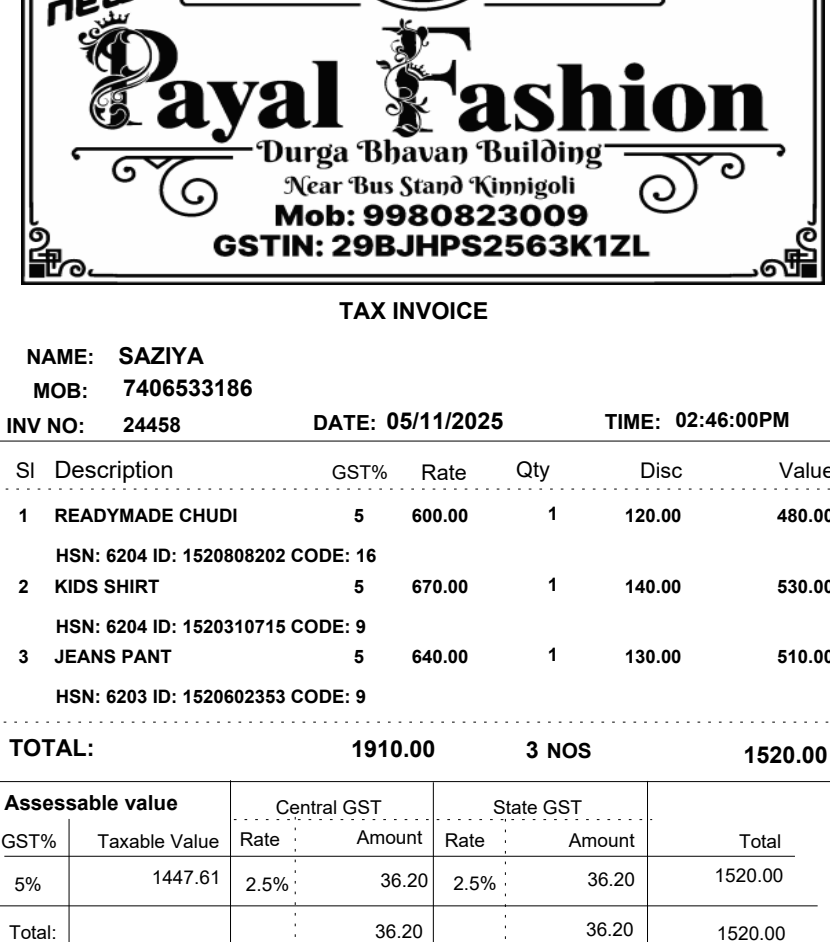 new
Payal Fashion
Durga Bhavan Building
Near Bus Stand Kinnigoli
Mob: 9980823009
GSTIN: 29BJHPS2563K1ZL
TAX INVOICE
NAME: SAZIYA
MOB: 7406533186
INV NO: 24458 DATE: 05/11/2025 TIME: 02:46:00PM
Sl Description GST% Rate Qty Disc Value
1 READYMADE CHUDI 5 600.00 1 120.00 480.00
HSN: 6204 ID: 1520808202 CODE: 16
2 KIDS SHIRT 5 670.00 1 140.00 530.00
HSN: 6204 ID: 1520310715 CODE: 9
3 JEANS PANT 5 640.00 1 130.00 510.00
HSN: 6203 ID: 1520602353 CODE: 9
TOTAL: 1910.00 3 NOS 1520.00
Assessable value Central GST State GST
GST% Taxable Value Rate Amount Rate Amount Total
5% 1447.61 2.5% 36.20 2.5% 36.20 1520.00
Total: 36.20 36.20 1520.00